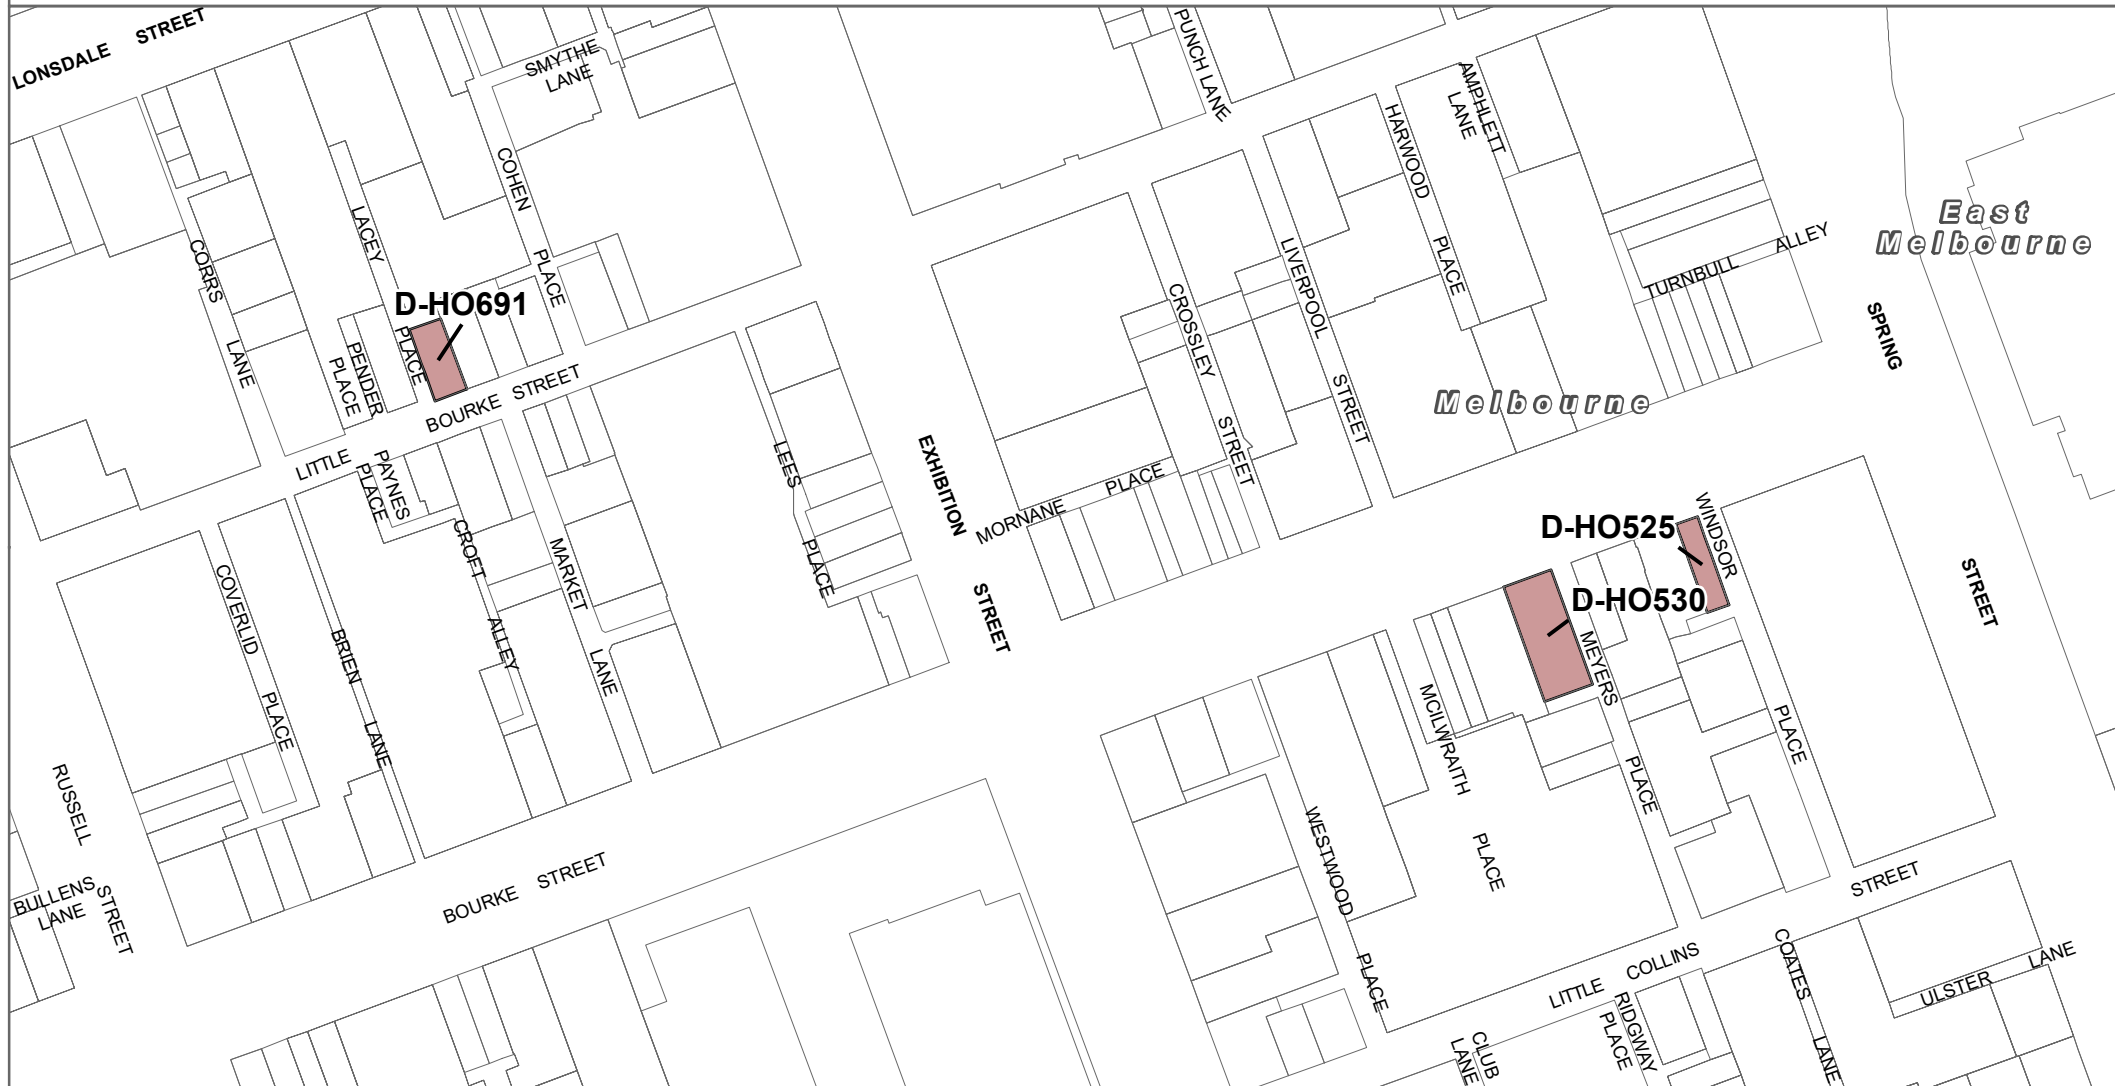 LONSDALE STREET
SMYTHE
LANE
PUNCH LANE
AMPHLETT
LANE
HARWOOD
PLACE
COHEN
PLACE
LACEY
PLACE
CORRS
LANE
East
Melbourne
TURNBULL ALLEY
LIVERPOOL
STREET
CROSSLEY
STREET
D-HO691
PENDER
PLACE
SPRING
STREET
Melbourne
LITTLE BOURKE STREET
PAYNES
PLACE
LEES
PLACE
EXHIBITION
STREET
MORNANE PLACE
CROFT
ALLEY
MARKET
LANE
COVERLID
PLACE
BRIEN
LANE
D-HO525
WINDSOR
PLACE
D-HO530
MEYERS
PLACE
MCILWRAITH
PLACE
WESTWOOD
PLACE
RUSSELL
STREET
BULLENS
LANE
BOURKE STREET
LITTLE COLLINS STREET
COATES
LANE
ULSTER LANE
RIDGWAY
PLACE
CLUB
LANE